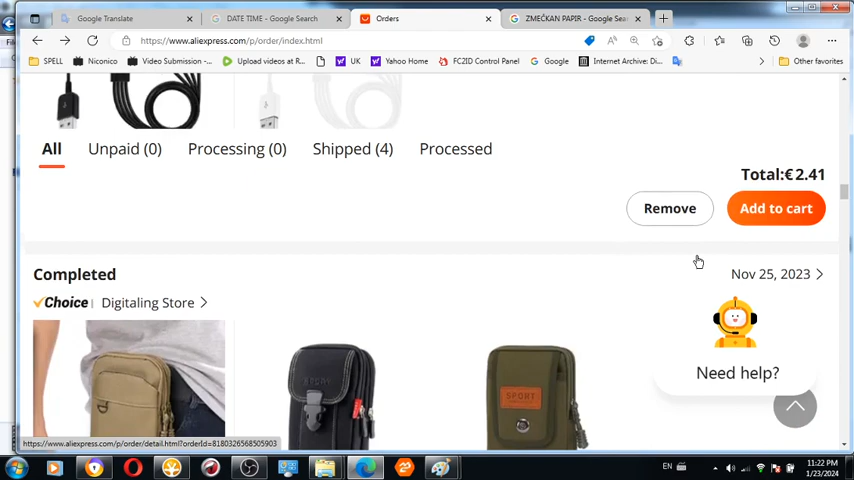 Google Translate
DATE TIME - Google Search
Orders
ZMEČKAN PAPIR - Google Sea
https://www.aliexpress.com/p/order/index.html
SPELL
Niconico
Video Submission -...
Upload videos at R...
UK
Yahoo Home
FC2ID Control Panel
Google
Internet Archive: Di...
Other favorites
All
Unpaid (0)
Processing (0)
Shipped (4)
Processed
Total:€2.41
Remove
Add to cart
Completed
Nov 25, 2023 >
Choice | Digitaling Store >
SPORT
SPORT
Need help?
https://www.aliexpress.com/p/order/detail.html?orderId=8180326568505903
EN
11:22 PM
1/23/2024